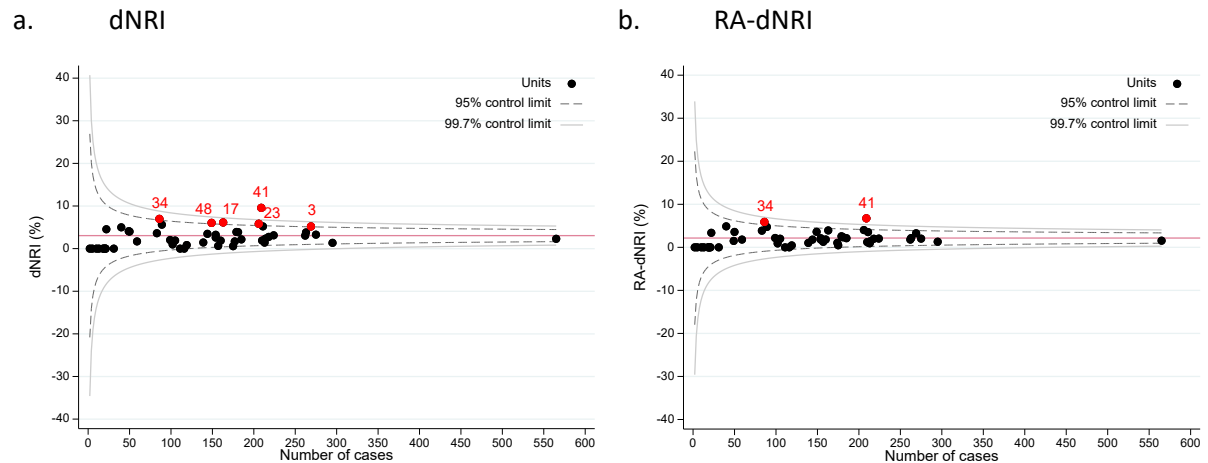 a. dNRI
b. RA-dNRI
dNRI (%)
40
30
20
10
0
-10
-20
-30
-40
Units
95% control limit
99.7% control limit
34
48
17
41
23
3
0 50 100 150 200 250 300 350 400 450 500 550 600
Number of cases
RA-dNRI (%)
40
30
20
10
0
-10
-20
-30
-40
Units
95% control limit
99.7% control limit
34
41
0 50 100 150 200 250 300 350 400 450 500 550 600
Number of cases